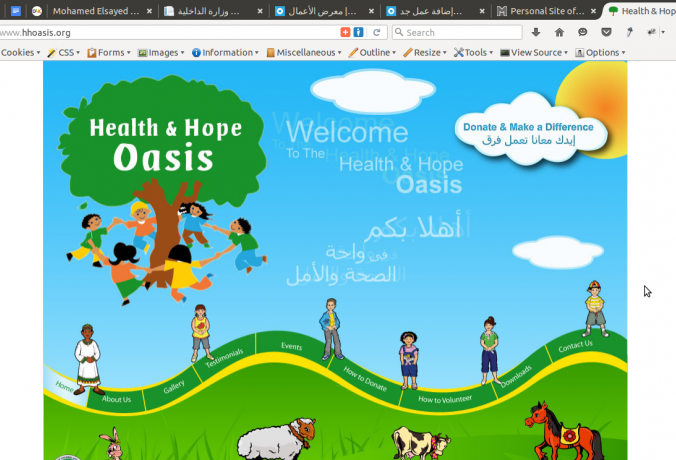 Mohamed Elsayed ...
وزارة الداخلية ...
معرض الأعمال |...
إضافة عمل جد...
Personal Site of...
Health & Hop
www.hhoasis.org
Search
Cookies
CSS
Forms
Images
Information
Miscellaneous
Outline
Resize
Tools
View Source
Options
Health & Hope
Oasis
Welcome
To The
Health & Hope
Oasis
أهلا بكم
في واحة
الصحة والأمل
Donate & Make a Difference
إيدك معانا تعمل فرق
Home
About Us
Gallery
Testimonials
Events
How to Donate
How to Volunteer
Downloads
Contact Us